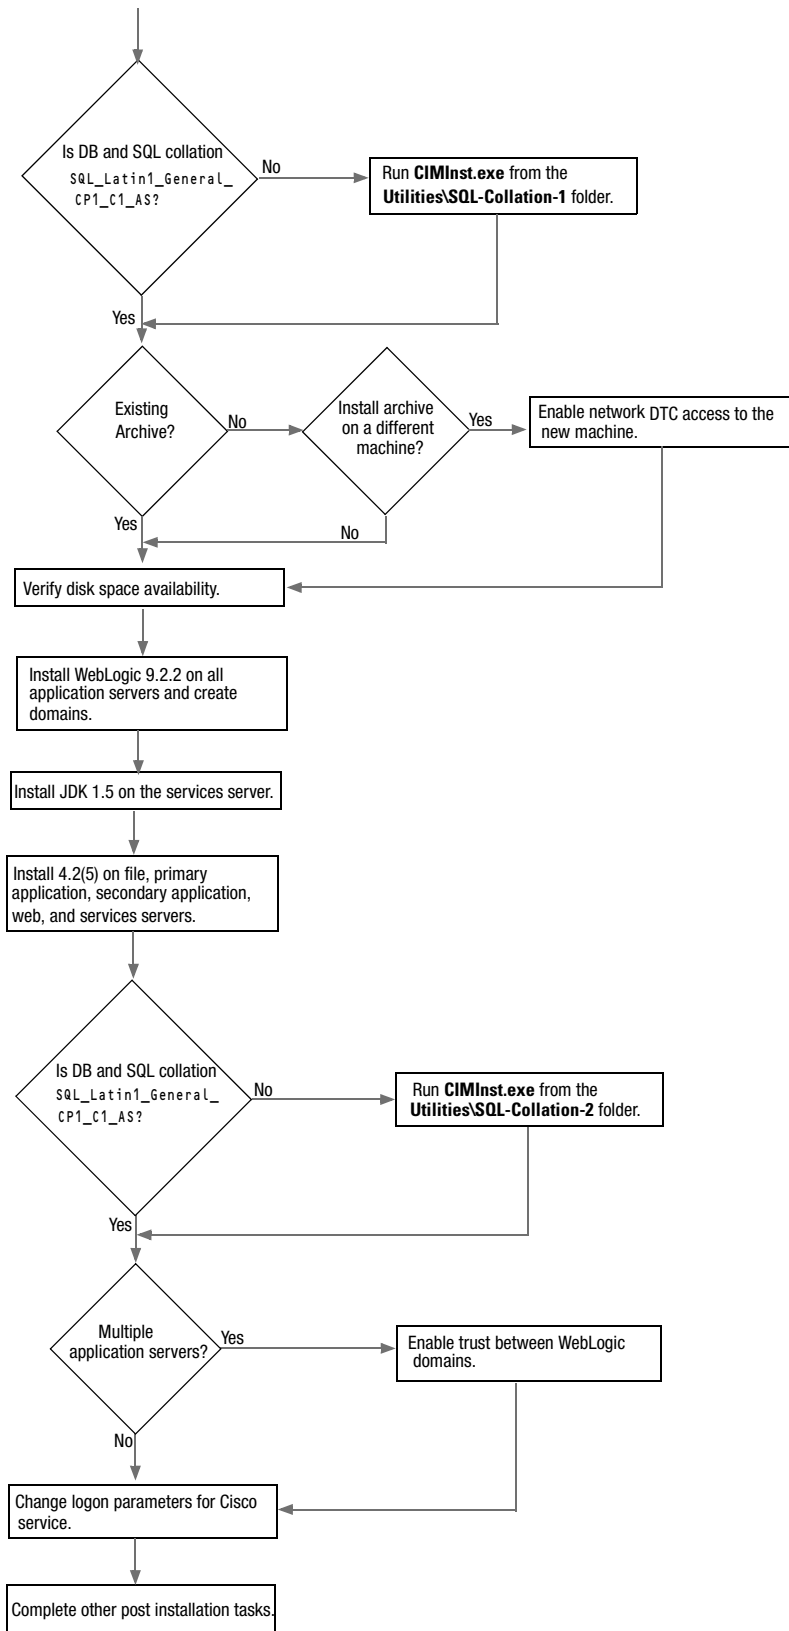 Is DB and SQL collation
SQL_Latin1_General_
CP1_C1_AS?
No
Run CIMInst.exe from the
Utilities\SQL-Collation-1 folder.
Yes
Existing
Archive?
No
Install archive
on a different
machine?
Yes
Enable network DTC access to the
new machine.
Yes
No
Verify disk space availability.
Install WebLogic 9.2.2 on all
application servers and create
domains.
Install JDK 1.5 on the services server.
Install 4.2(5) on file, primary
application, secondary application,
web, and services servers.
Is DB and SQL collation
SQL_Latin1_General_
CP1_C1_AS?
No
Run CIMInst.exe from the
Utilities\SQL-Collation-2 folder.
Yes
Multiple
application servers?
Yes
Enable trust between WebLogic
domains.
No
Change logon parameters for Cisco
service.
Complete other post installation tasks.